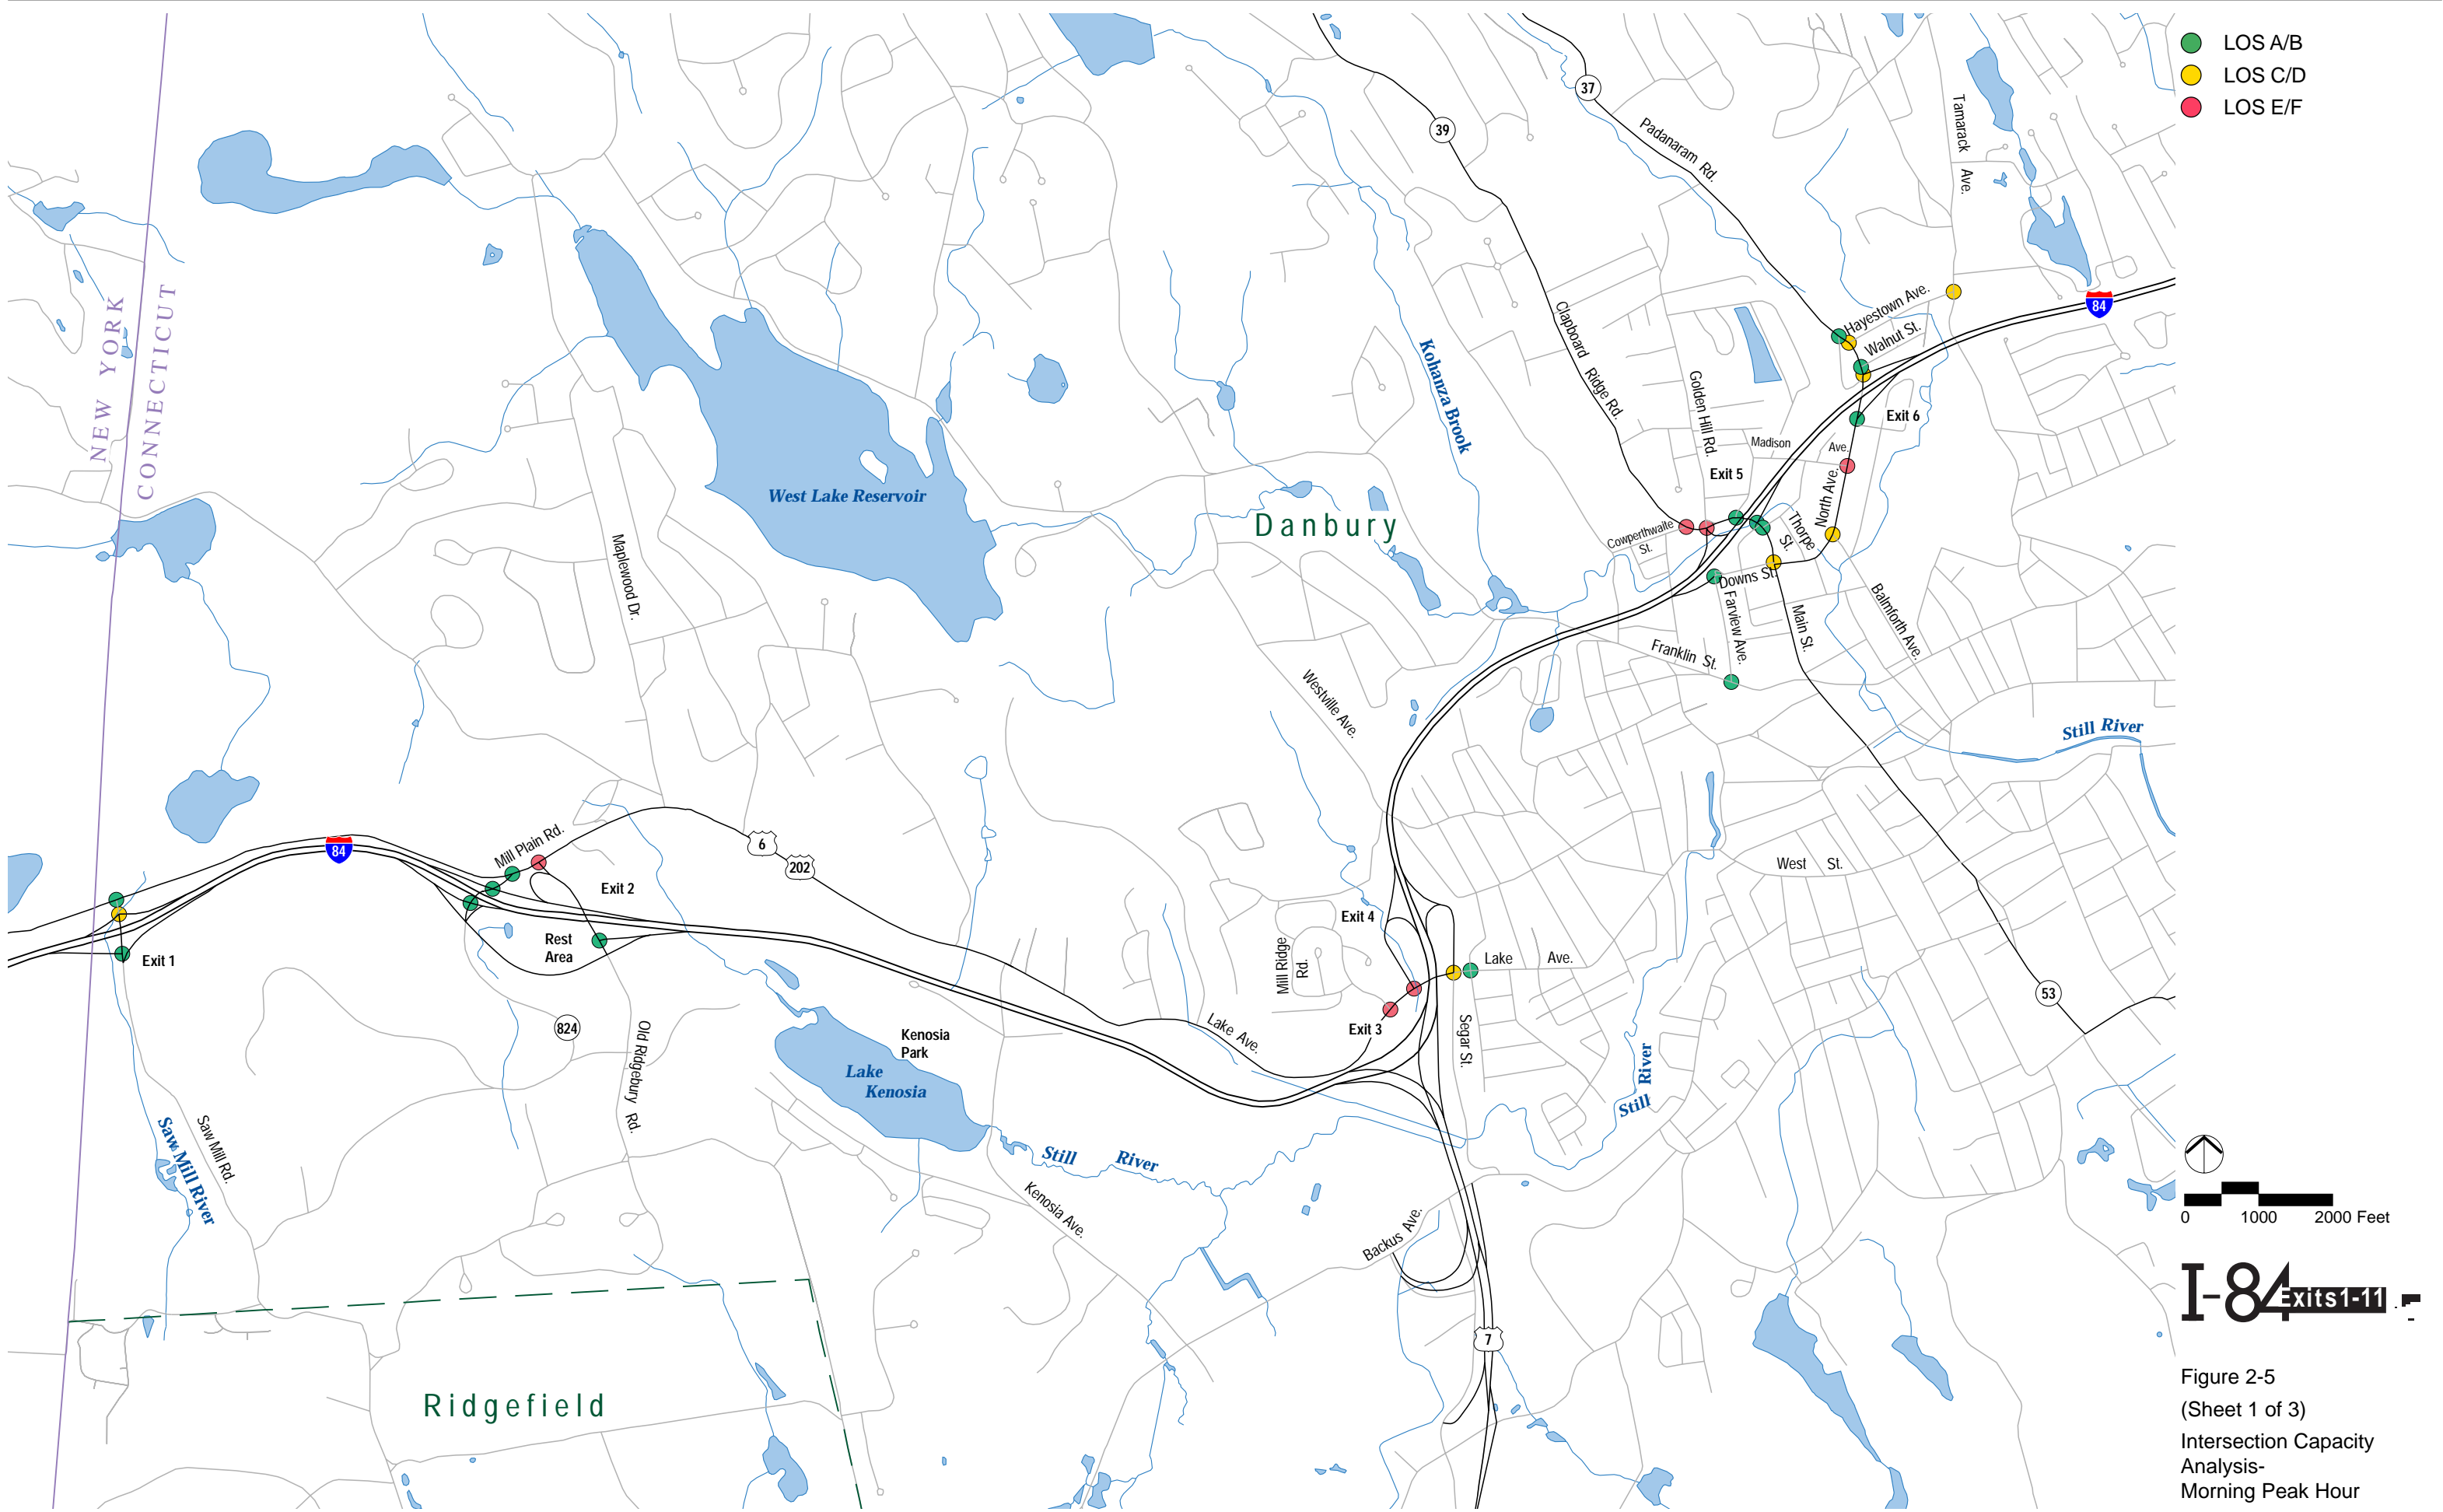 LOS A/B
LOS C/D
LOS E/F
37
39
Padanaram Rd.
Tamarack Ave.
84
Hayestown Ave.
Walnut St.
NEW YORK
CONNECTICUT
Clapboard Ridge Rd.
Kohanza Brook
Golden Hill Rd.
Exit 6
Madison Ave.
Exit 5
North Ave.
West Lake Reservoir
Danbury
Cowperthwaite
St.
Thorpe
St.
Downs St.
Maplewood Dr.
Farview Ave.
Main St.
Balmforth Ave.
Franklin St.
Westville Ave.
Still River
84
Mill Plain Rd.
6
202
West St.
Exit 2
Exit 4
Rest
Area
Exit 1
Mill Ridge
Rd.
Lake Ave.
53
824
Old Ridgebury Rd.
Kenosia
Park
Lake Ave.
Exit 3
Segar St.
Lake
Kenosia
Still River
Saw Mill River
Saw Mill Rd.
Still River
Kenosia Ave.
Backus Ave.
0 1000 2000 Feet
I-84 Exits1-11
7
Ridgefield
Figure 2-5
(Sheet 1 of 3)
Intersection Capacity
Analysis-
Morning Peak Hour